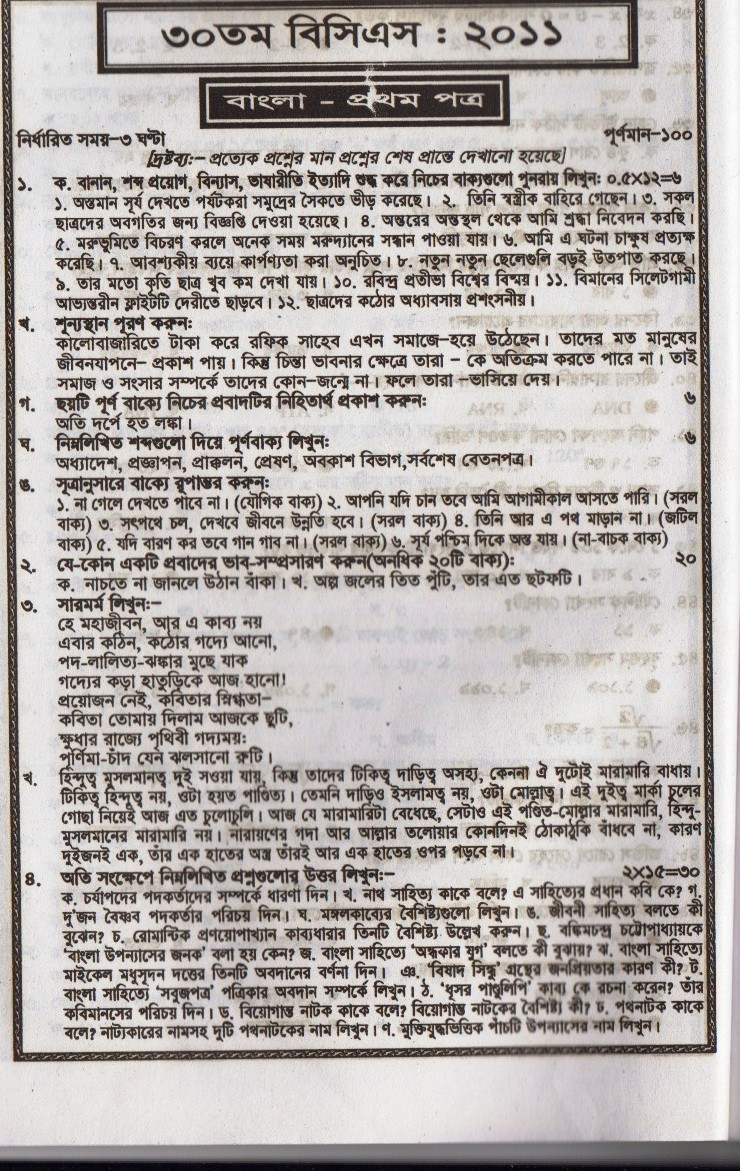 ৩০তম বিসিএস : ২০১১
বাংলা - প্রথম পত্র
নির্ধারিত সময়-৩ ঘন্টা পূর্ণমান-১০০
[দ্রষ্টব্য:- প্রত্যেক প্রশ্নের মান প্রশ্নের শেষ প্রান্তে দেখানো হয়েছে]
১. ক. বানান, শব্দ প্রয়োগ, বিন্যাস, ভাষারীতি ইত্যাদি শুদ্ধ করে নিচের বাক্যগুলো পুনরায় লিখুন: ০.৫×১২=৬
১. অস্তমান সূর্য দেখতে পর্যটকরা সমুদ্রের সৈকতে ভীড় করেছে। ২. তিনি স্বস্ত্রীক বাহিরে গেছেন। ৩. সকল
ছাত্রদের অবগতির জন্য বিজ্ঞপ্তি দেওয়া হয়েছে। ৪. অন্তরের অন্তস্থল থেকে আমি শ্রদ্ধা নিবেদন করছি।
৫. মরুভূমিতে বিচরণ করলে অনেক সময় মরুদ্যানের সন্ধান পাওয়া যায়। ৬. আমি এ ঘটনা চাক্ষুষ প্রত্যক্ষ
করেছি। ৭. আবশ্যকীয় ব্যয়ে কার্পণ্যতা করা অনুচিত। ৮. নতুন নতুন ছেলেগুলি বড়ই উতপাত করছে।
৯. তার মতো কৃতি ছাত্র খুব কম দেখা যায়। ১০. রবিন্দ্র প্রতীভা বিশ্বের বিস্ময়। ১১. বিমানের সিলেটগামী
আভ্যন্তরীন ফ্লাইটটি দেরীতে ছাড়বে। ১২. ছাত্রদের কঠোর অধ্যাবসায় প্রশংসনীয়।
খ. শূন্যস্থান পূরণ করুন:
কালোবাজারিতে টাকা করে রফিক সাহেব এখন সমাজে-হয়ে উঠেছেন। তাদের মত মানুষের
জীবনযাপনে- প্রকাশ পায়। কিন্তু চিন্তা ভাবনার ক্ষেত্রে তারা - কে অতিক্রম করতে পারে না। তাই
সমাজ ও সংসার সম্পর্কে তাদের কোন-জন্মে না। ফলে তারা -ভাসিয়ে দেয়।
গ. ছয়টি পূর্ণ বাক্যে নিচের প্রবাদটির নিহিতার্থ প্রকাশ করুন: ৬
অতি দর্পে হত লঙ্কা।
ঘ. নিম্নলিখিত শব্দগুলো দিয়ে পূর্ণবাক্য লিখুন: ৬
অধ্যাদেশ, প্রজ্ঞাপন, প্রাক্কলন, প্রেষণ, অবকাশ বিভাগ,সর্বশেষ বেতনপত্র।
ঙ. সূত্রানুসারে বাক্যে রূপান্তর করুন:
১. না গেলে দেখতে পাবে না। (যৌগিক বাক্য) ২. আপনি যদি চান তবে আমি আগামীকাল আসতে পারি। (সরল
বাক্য) ৩. সৎপথে চল, দেখবে জীবনে উন্নতি হবে। (সরল বাক্য) ৪. তিনি আর এ পথ মাড়ান না। (জটিল
বাক্য) ৫. যদি বারণ কর তবে গান গাব না। (সরল বাক্য) ৬. সূর্য পশ্চিম দিকে অস্ত যায়। (না-বাচক বাক্য)
২. যে-কোন একটি প্রবাদের ভাব-সম্প্রসারণ করুন(অনধিক ২০টি বাক্য): ২০
ক. নাচতে না জানলে উঠান বাঁকা। খ. অল্প জলের তিত পুঁটি, তার এত ছটফটি।
৩. সারমর্ম লিখুন:-
হে মহাজীবন, আর এ কাব্য নয়
এবার কঠিন, কঠোর গদ্যে আনো,
পদ-লালিত্য-ঝঙ্কার মুছে যাক
গদ্যের কড়া হাতুড়িকে আজ হানো!
প্রয়োজন নেই, কবিতার স্নিগ্ধতা-
কবিতা তোমায় দিলাম আজকে ছুটি,
ক্ষুধার রাজ্যে পৃথিবী গদ্যময়:
পূর্ণিমা-চাঁদ যেন ঝলসানো রুটি।
খ. হিন্দুত্ব মুসলমানত্ব দুই সওয়া যায়, কিন্তু তাদের টিকিত্ব দাড়িত্ব অসহ্য, কেননা ঐ দুটোই মারামারি বাধায়।
টিকিত্ব হিন্দুত্ব নয়, ওটা হয়ত পাণ্ডিত্য। তেমনি দাড়িও ইসলামত্ব নয়, ওটা মোল্লাত্ব। এই দুইত্ব মার্কা চুলের
গোছা নিয়েই আজ এত চুলোচুলি। আজ যে মারামারিটা বেধেছে, সেটাও এই পণ্ডিত-মোল্লার মারামারি, হিন্দু-
মুসলমানের মারামারি নয়। নারায়ণের গদা আর আল্লার তলোয়ার কোনদিনই ঠোকাঠুকি বাঁধবে না, কারণ
দুইজনই এক, তাঁর এক হাতের অস্ত্র তাঁরই আর এক হাতের ওপর পড়বে না।
৪. অতি সংক্ষেপে নিম্নলিখিত প্রশ্নগুলোর উত্তর লিখুন:- ২×১৫=৩০
ক. চর্যাপদের পদকর্তাদের সম্পর্কে ধারণা দিন। খ. নাথ সাহিত্য কাকে বলে? এ সাহিত্যের প্রধান কবি কে? গ.
দু'জন বৈষ্ণব পদকর্তার পরিচয় দিন। ঘ. মঙ্গলকাব্যের বৈশিষ্ট্যগুলো লিখুন। ঙ. জীবনী সাহিত্য বলতে কী
বুঝেন? চ. রোমান্টিক প্রণয়োপাখ্যান কাব্যধারার তিনটি বৈশিষ্ট্য উল্লেখ করুন। ছ. বঙ্কিমচন্দ্র চট্টোপাধ্যায়কে
'বাংলা উপন্যাসের জনক' বলা হয় কেন? জ. বাংলা সাহিত্যে 'অন্ধকার যুগ' বলতে কী বুঝায়? ঝ. বাংলা সাহিত্যে
মাইকেল মধুসূদন দত্তের তিনটি অবদানের বর্ণনা দিন। ঞ. 'বিষাদ সিন্ধু' গ্রন্থের জনপ্রিয়তার কারণ কী? ট.
বাংলা সাহিত্যে 'সবুজপত্র' পত্রিকার অবদান সম্পর্কে লিখুন। ঠ. 'ধূসর পাণ্ডুলিপি' কাব্য কে রচনা করেন? তাঁর
কবিমানসের পরিচয় দিন। ড. বিয়োগান্ত নাটক কাকে বলে? বিয়োগান্ত নাটকের বৈশিষ্ট্য কী? ঢ. পথনাটক কাকে
বলে? নাট্যকারের নামসহ দুটি পথনাটকের নাম লিখুন। ণ. মুক্তিযুদ্ধভিত্তিক পাঁচটি উপন্যাসের নাম লিখুন।